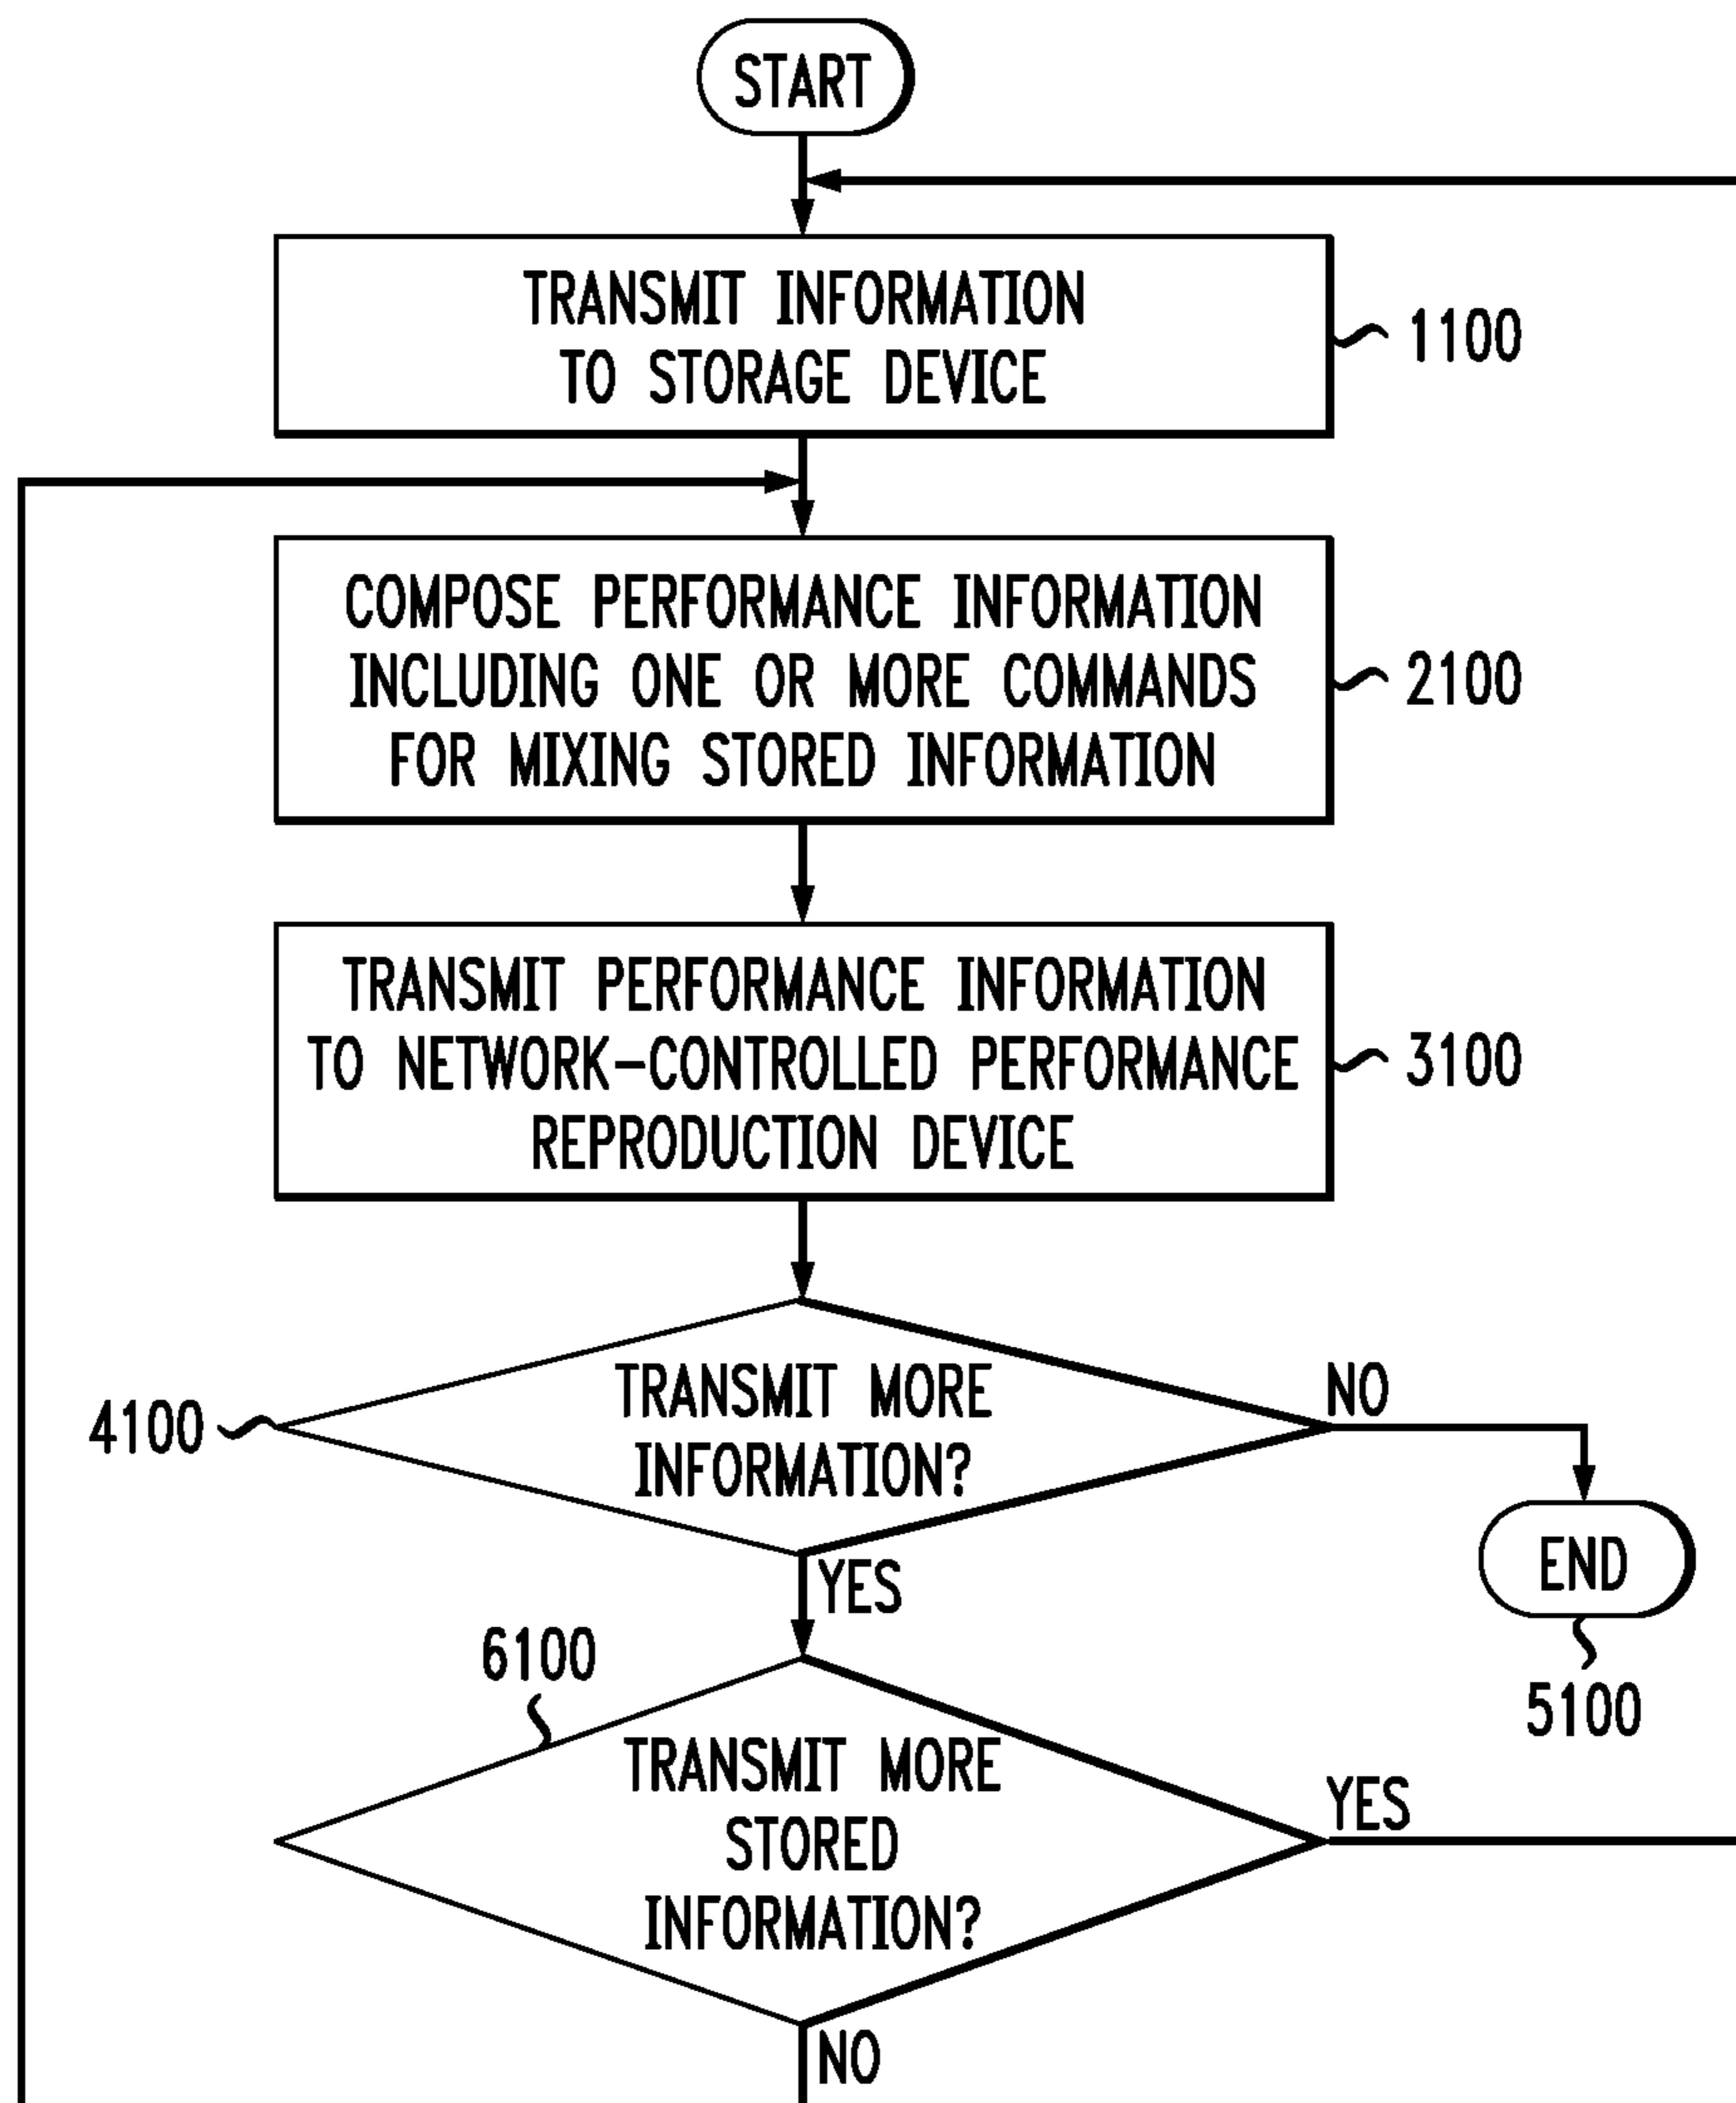 START
TRANSMIT INFORMATION
TO STORAGE DEVICE
1100
COMPOSE PERFORMANCE INFORMATION
INCLUDING ONE OR MORE COMMANDS
FOR MIXING STORED INFORMATION
2100
TRANSMIT PERFORMANCE INFORMATION
TO NETWORK-CONTROLLED PERFORMANCE
REPRODUCTION DEVICE
3100
4100
TRANSMIT MORE
INFORMATION?
NO
YES
END
5100
6100
TRANSMIT MORE
STORED
INFORMATION?
YES
NO